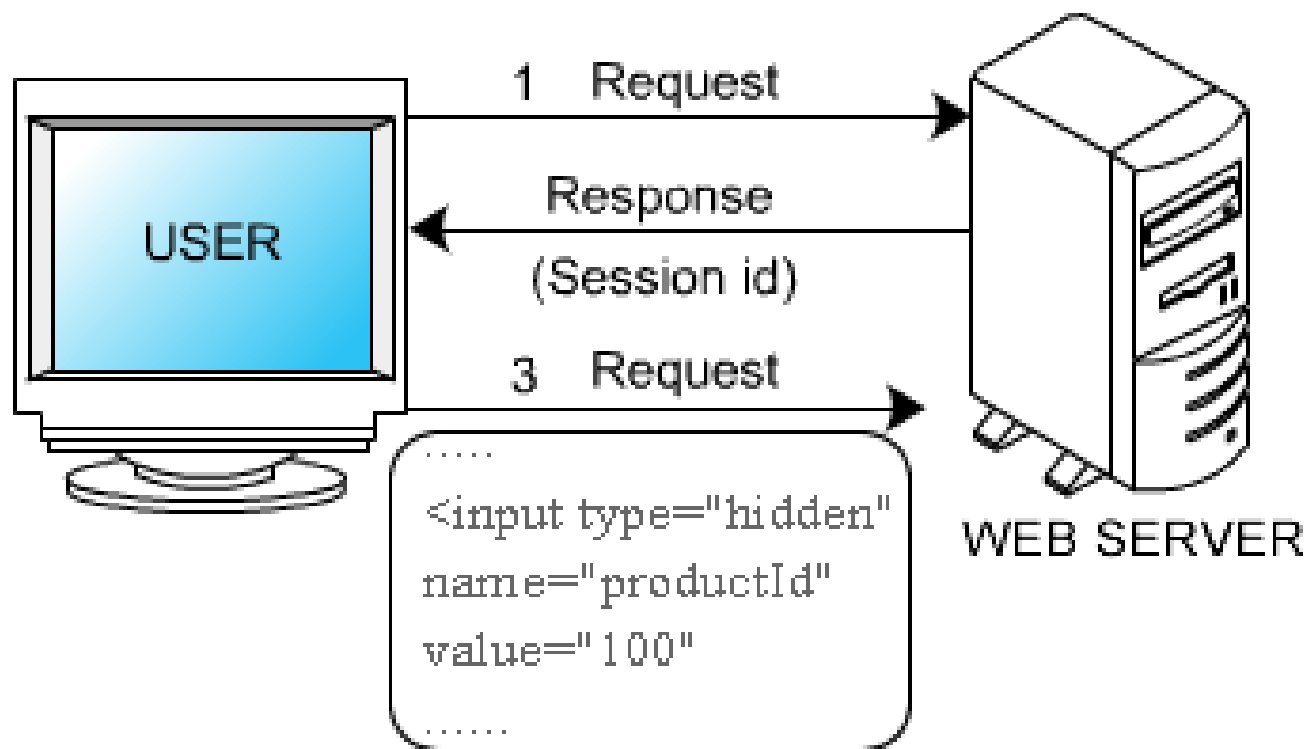 1 Request
Response
(Session id)
USER
3 Request
.....
<input type="hidden"
name="productId"
value="100"
......
WEB SERVER